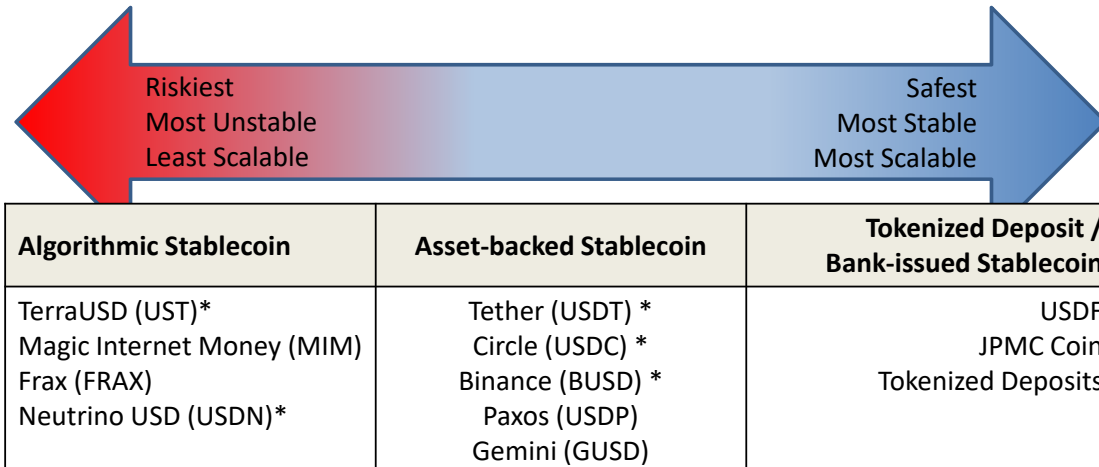 Riskiest
Most Unstable
Least Scalable
Safest
Most Stable
Most Scalable
Algorithmic Stablecoin
Asset-backed Stablecoin
Tokenized Deposit /
Bank-issued Stablecoin
TerraUSD (UST)*
Magic Internet Money (MIM)
Frax (FRAX)
Neutrino USD (USDN)*
Tether (USDT) *
Circle (USDC) *
Binance (BUSD) *
Paxos (USDP)
Gemini (GUSD)
USDF
JPMC Coin
Tokenized Deposits